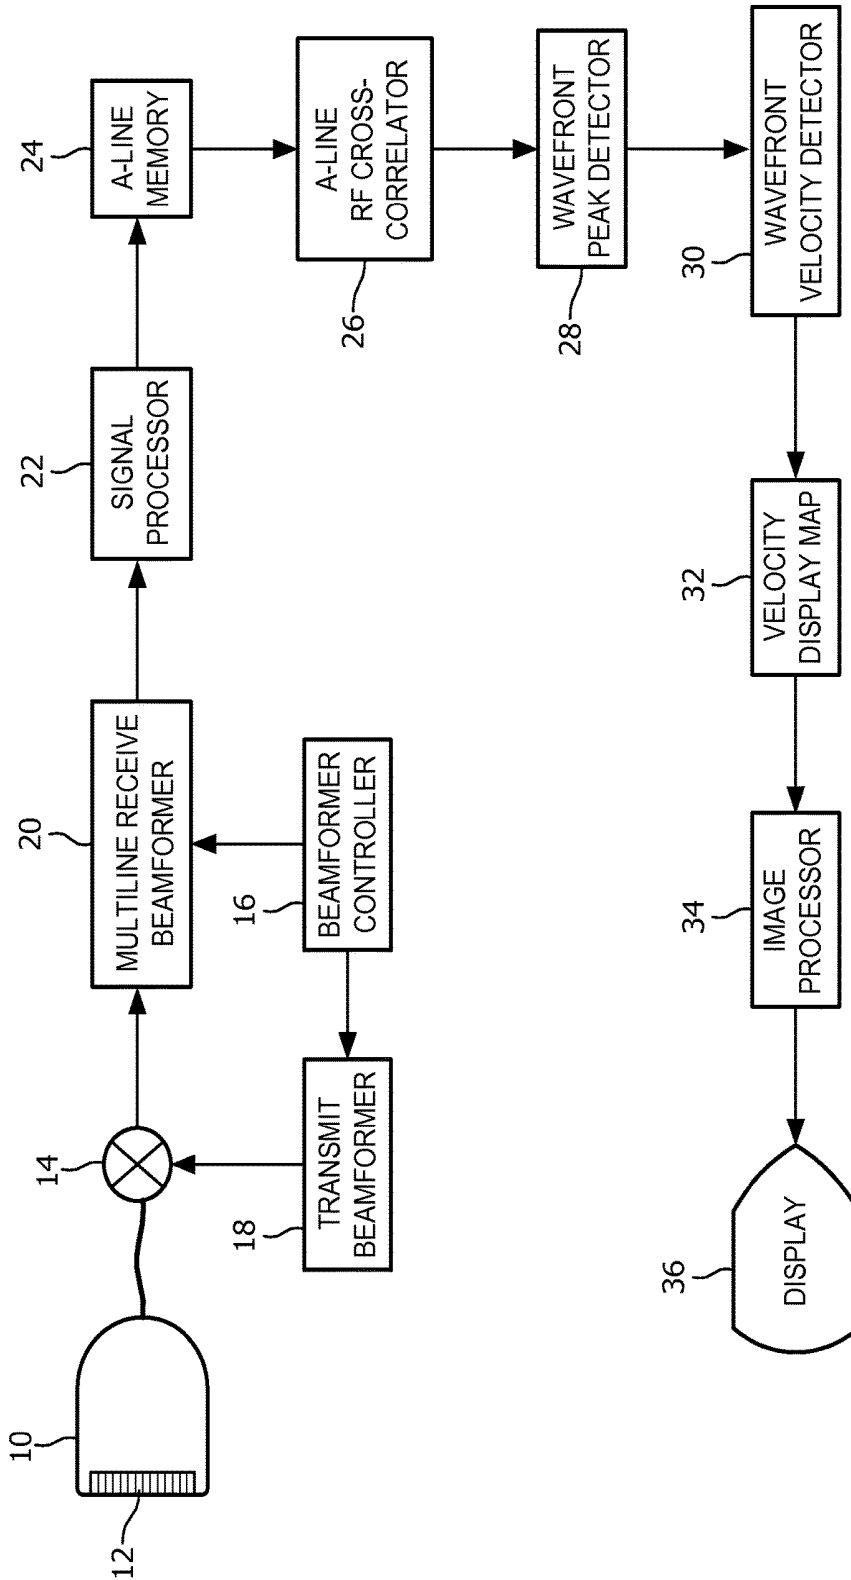 10
12
14
20
MULTILINE RECEIVE
BEAMFORMER
22
SIGNAL
PROCESSOR
24
A-LINE
MEMORY
18
TRANSMIT
BEAMFORMER
16
BEAMFORMER
CONTROLLER
26
A-LINE
RF CROSS-
CORRELATOR
28
WAVEFRONT
PEAK DETECTOR
36
DISPLAY
34
IMAGE
PROCESSOR
32
VELOCITY
DISPLAY MAP
30
WAVEFRONT
VELOCITY DETECTOR